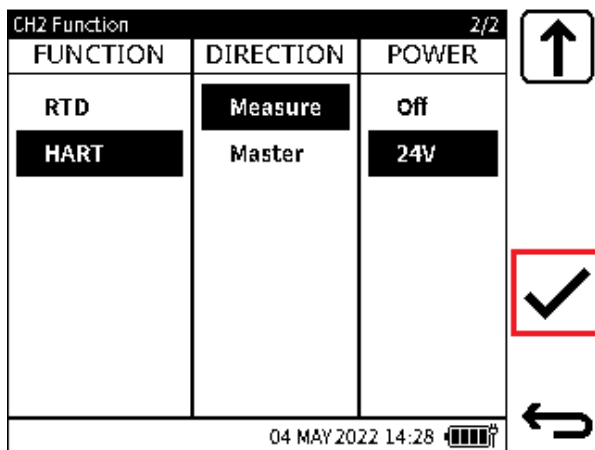 CH2 Function 2/2
FUNCTION DIRECTION POWER
RTD Measure Off
HART Master 24V
04 MAY 2022 14:28